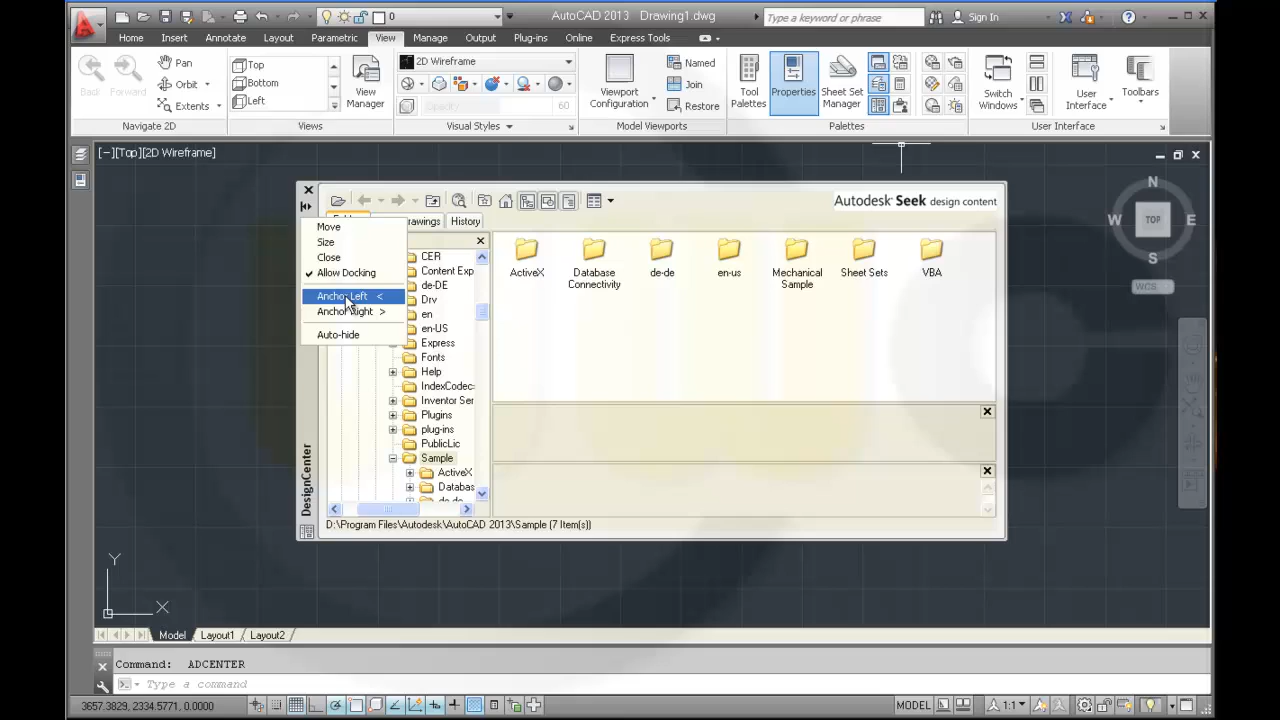 0
AutoCAD 2013 Drawing1.dwg
Type a keyword or phrase
Sign In
Home Insert Annotate Layout Parametric View Manage Output Plug-ins Online Express Tools
Back
Forward
Pan
Orbit
Extents
Navigate 2D
Top
Bottom
Left
View Manager
Views
2D Wireframe
Opacity 60
Visual Styles
Viewport Configuration
Named
Join
Restore
Model Viewports
Tool Palettes
Properties
Sheet Set Manager
Palettes
Switch Windows
User Interface
Toolbars
User Interface
[−][Top][2D Wireframe]
N
W TOP E
S
WCS
Autodesk Seek design content
History
Move
Size
Close
Allow Docking
Anchor Left <
Anchor Right >
Auto-hide
CER
Content Exp
de-DE
Drv
en
en-US
Express
Fonts
Help
IndexCodec
Inventor Ser
Plugins
plug-ins
PublicLic
Sample
ActiveX
Databas
ActiveX
Database Connectivity
de-de
en-us
Mechanical Sample
Sheet Sets
VBA
DesignCenter
D:\Program Files\Autodesk\AutoCAD 2013\Sample (7 Item(s))
Y
X
Model Layout1 Layout2
Command: ADCENTER
Type a command
3657.3829, 2334.5771, 0.0000
MODEL
1:1